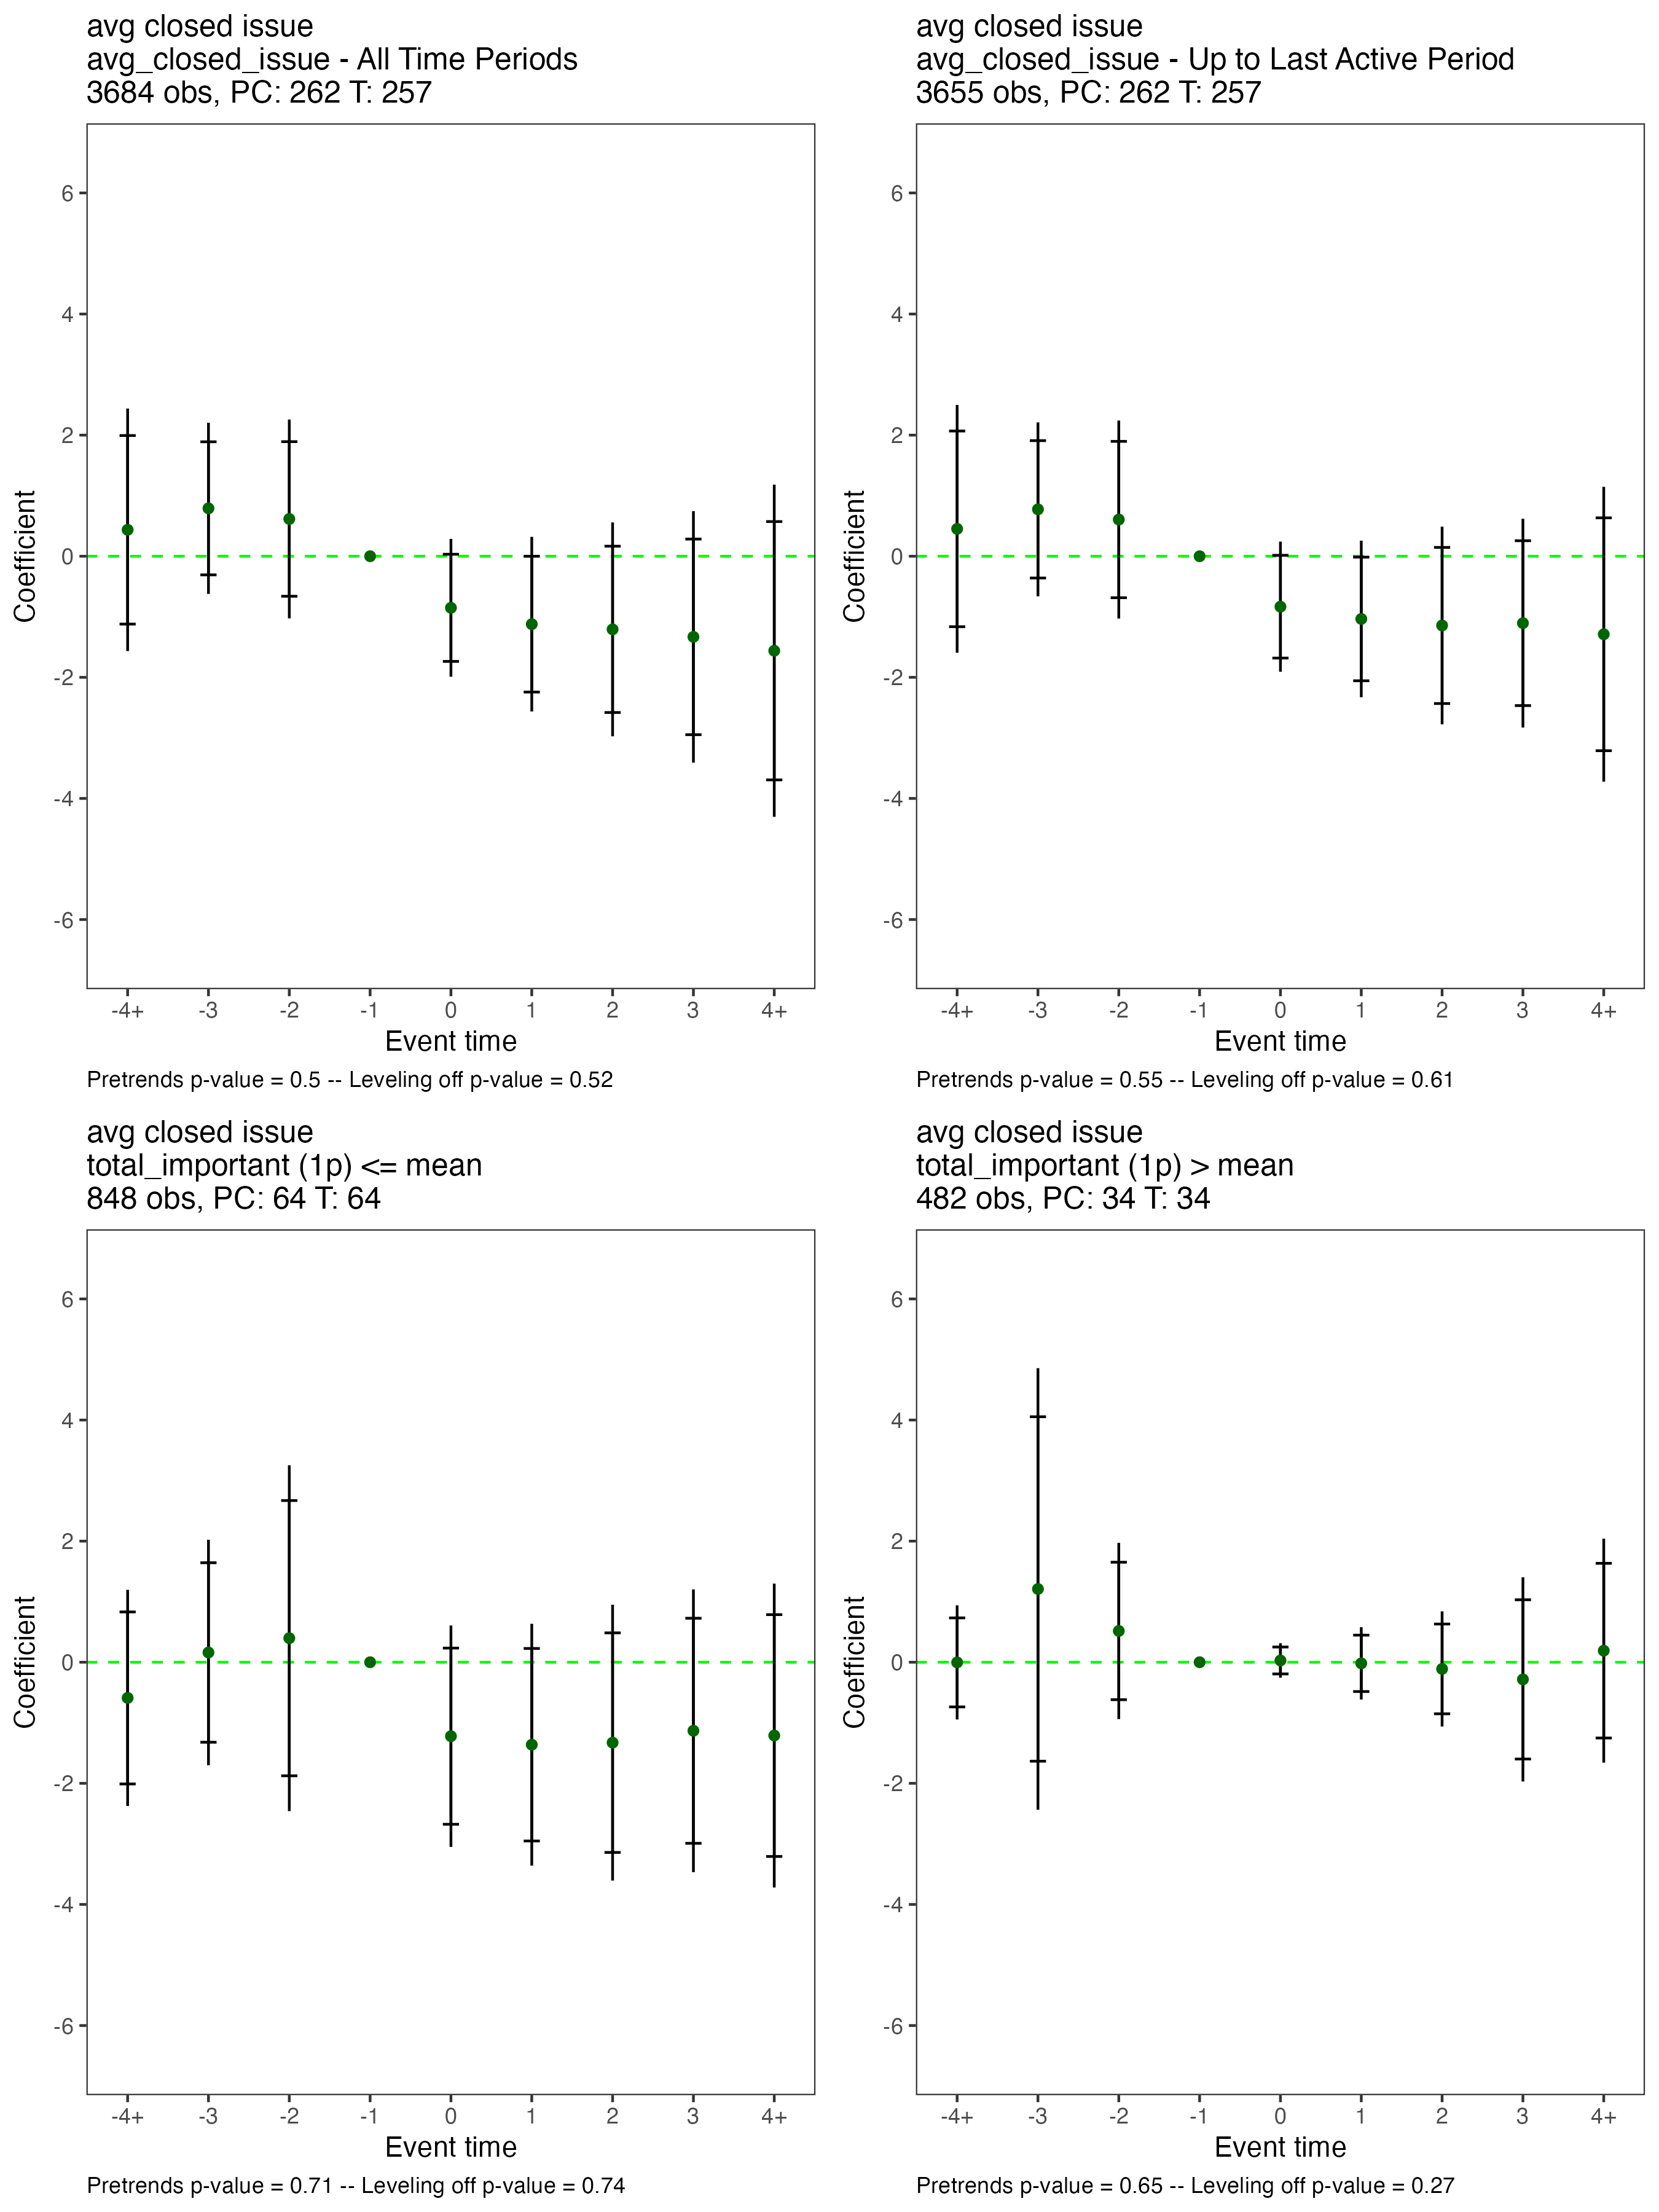 avg closed issue
avg_closed_issue - All Time Periods
3684 obs, PC: 262 T: 257
6
4
2
0
-2
-4
-6
Coefficient
-4+ -3 -2 -1 0 1 2 3 4+
Event time
Pretrends p-value = 0.5 -- Leveling off p-value = 0.52
avg closed issue
avg_closed_issue - Up to Last Active Period
3655 obs, PC: 262 T: 257
6
4
2
0
-2
-4
-6
Coefficient
-4+ -3 -2 -1 0 1 2 3 4+
Event time
Pretrends p-value = 0.55 -- Leveling off p-value = 0.61
avg closed issue
total_important (1p) <= mean
848 obs, PC: 64 T: 64
6
4
2
0
-2
-4
-6
Coefficient
-4+ -3 -2 -1 0 1 2 3 4+
Event time
Pretrends p-value = 0.71 -- Leveling off p-value = 0.74
avg closed issue
total_important (1p) > mean
482 obs, PC: 34 T: 34
6
4
2
0
-2
-4
-6
Coefficient
-4+ -3 -2 -1 0 1 2 3 4+
Event time
Pretrends p-value = 0.65 -- Leveling off p-value = 0.27